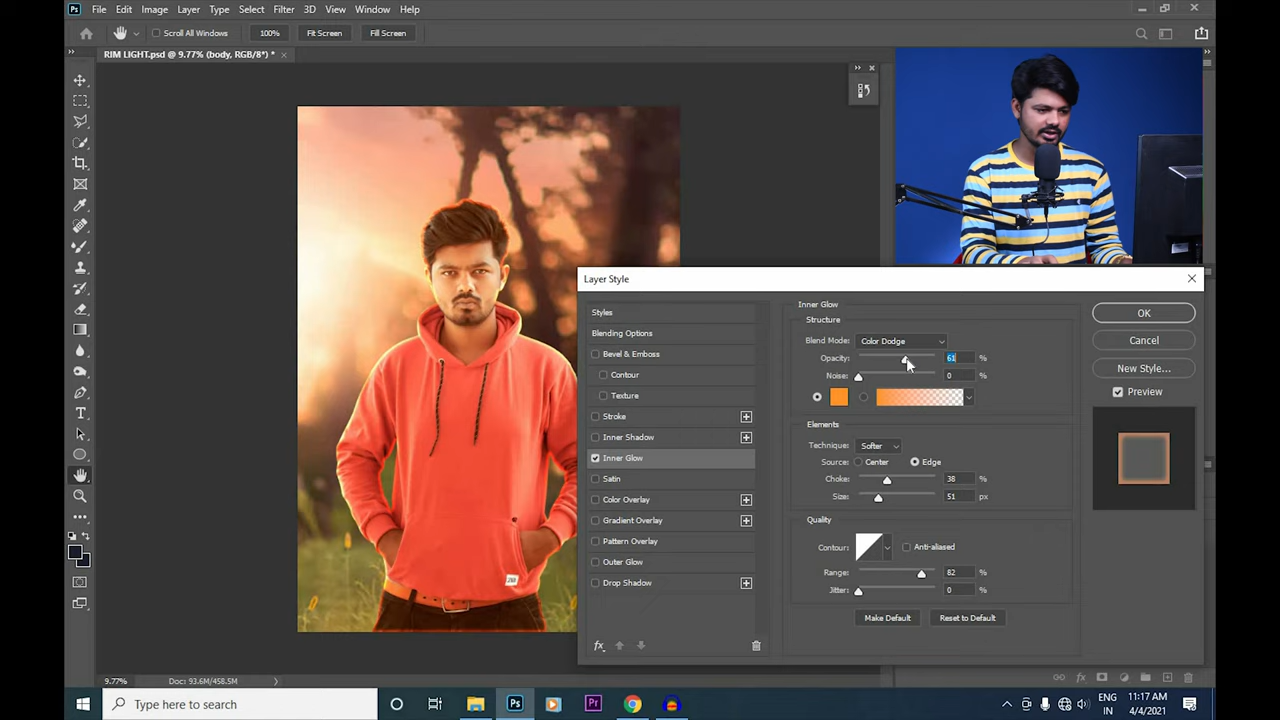 Ps File Edit Image Layer Type Select Filter 3D View Window Help
Scroll All Windows 100% Fit Screen Fill Screen
RIM LIGHT.psd @ 9.77% (body, RGB/8*) *
Layer Style
Styles
Blending Options
Bevel & Emboss
Contour
Texture
Stroke
Inner Shadow
Inner Glow
Satin
Color Overlay
Gradient Overlay
Pattern Overlay
Outer Glow
Drop Shadow
fx
Inner Glow
Structure
Blend Mode: Color Dodge
Opacity: 61 %
Noise: 0 %
Elements
Technique: Softer
Source: Center Edge
Choke: 38 %
Size: 51 px
Quality
Contour: Anti-aliased
Range: 82 %
Jitter: 0 %
Make Default Reset to Default
OK
Cancel
New Style...
Preview
9.77% Doc: 93.6M/458.5M
fx
Type here to search
Ps
Pr
ENG
IN
11:17 AM
4/4/2021